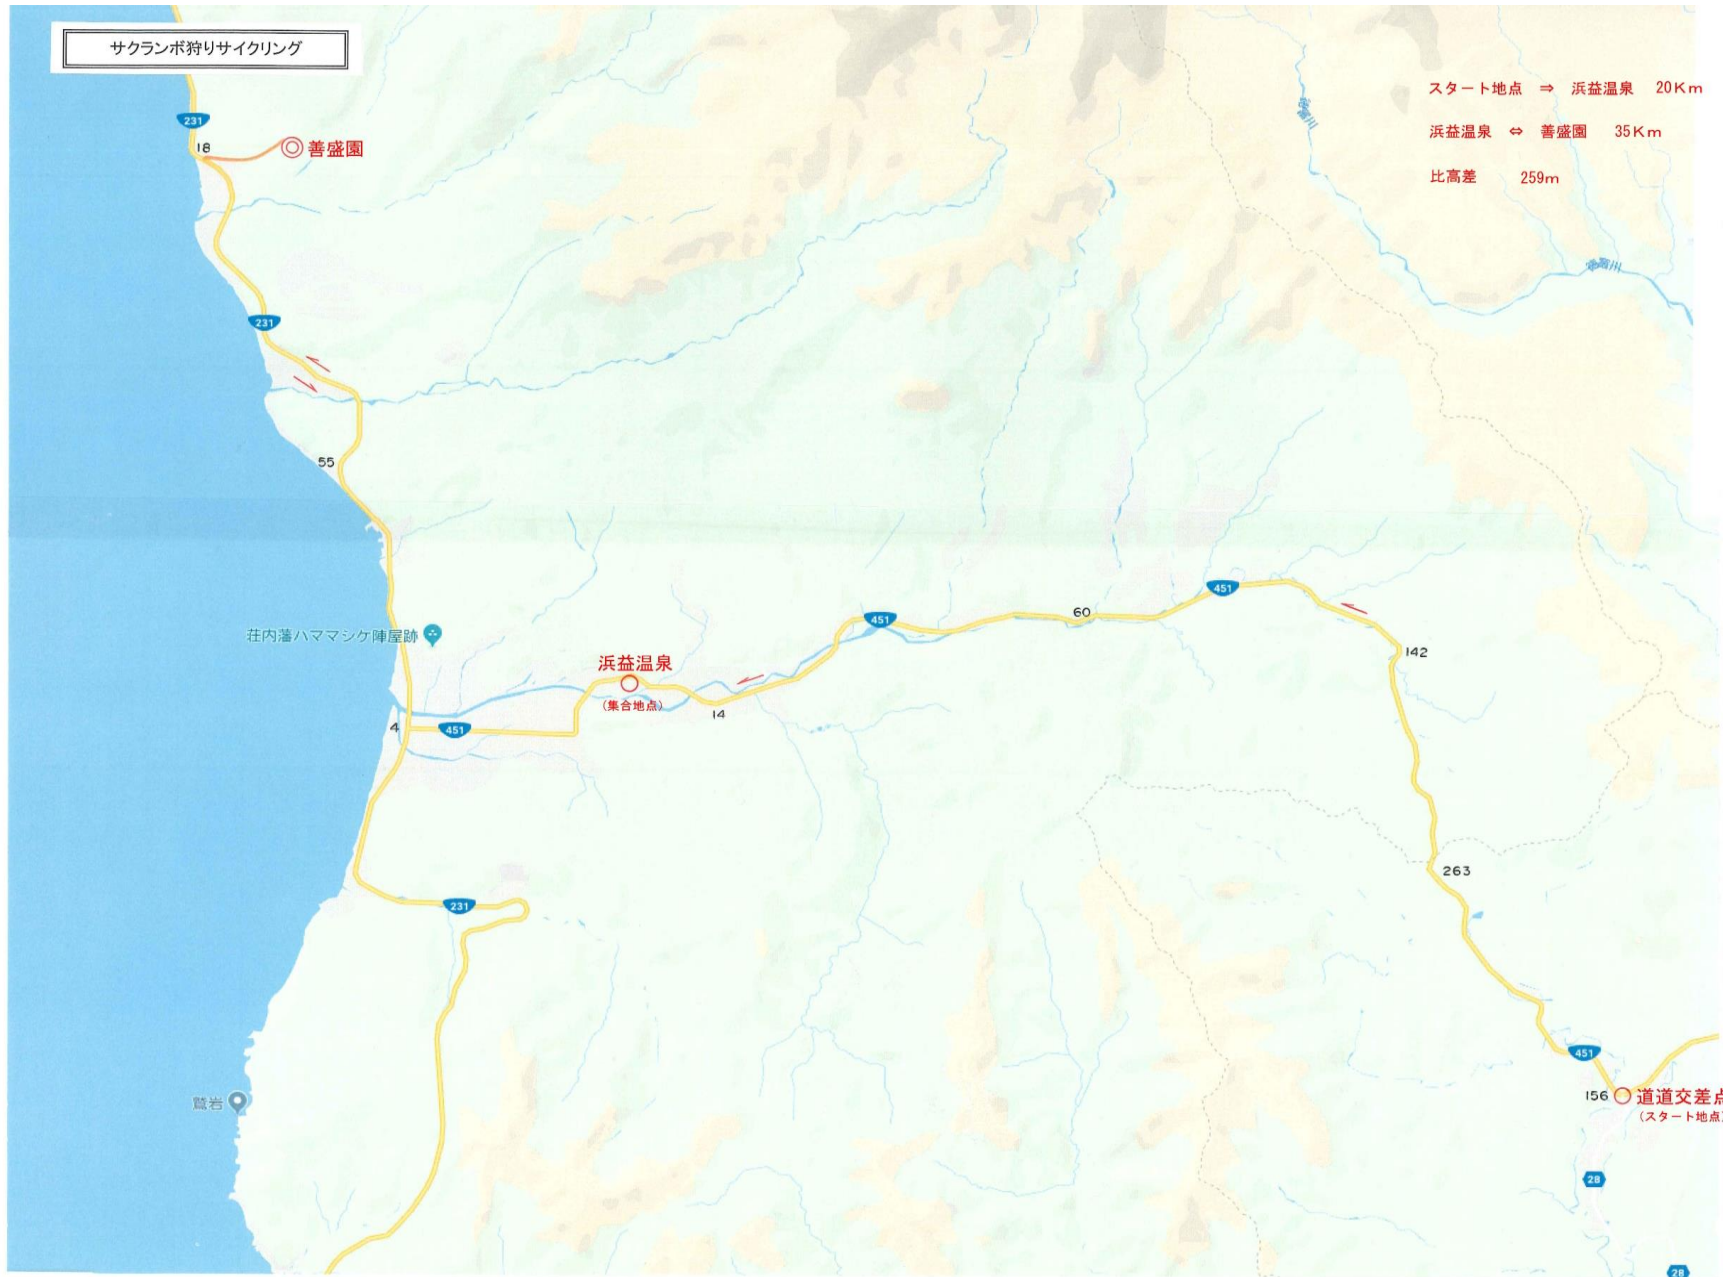 サクランボ狩りサイクリング
スタート地点 ⇒ 浜益温泉 20Km
浜益温泉 ⇔ 善盛園 35Km
比高差 259m
231
18
善盛園
231
55
451
60
451
142
荘内藩ハママシケ陣屋跡
浜益温泉
(集合地点)
14
4
451
263
231
451
鷲岩
156
道道交差点
(スタート地点)
28
28